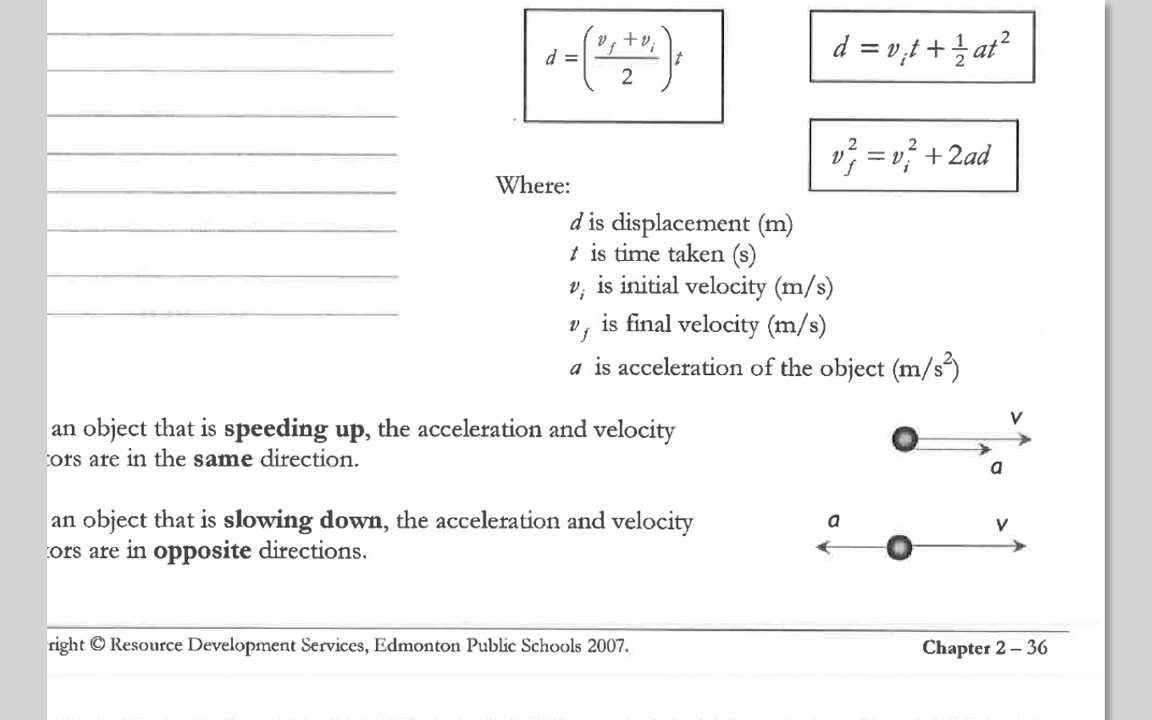 d = ( (v_f + v_i) / 2 ) t
d = v_i t + 1/2 at²
v_f² = v_i² + 2ad
Where:
d is displacement (m)
t is time taken (s)
v_i is initial velocity (m/s)
v_f is final velocity (m/s)
a is acceleration of the object (m/s²)
an object that is speeding up, the acceleration and velocity
ors are in the same direction.
v
a
an object that is slowing down, the acceleration and velocity
ors are in opposite directions.
a v
right © Resource Development Services, Edmonton Public Schools 2007.
Chapter 2 – 36